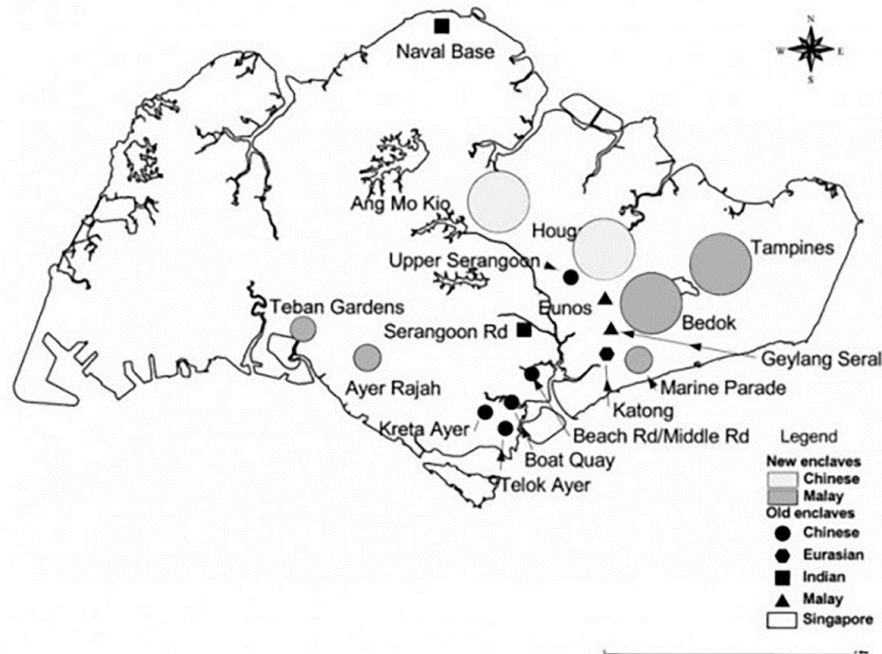 N
W E
S
Naval Base
Ang Mo Kio
Houga
Tampines
Upper Serangoon
Eunos
Teban Gardens
Bedok
Serangoon Rd
Geylang Serai
Ayer Rajah
Marine Parade
Katong
Kreta Ayer
Beach Rd/Middle Rd
Boat Quay
Telok Ayer
Legend
New enclaves
Chinese
Malay
Old enclaves
Chinese
Eurasian
Indian
Malay
Singapore